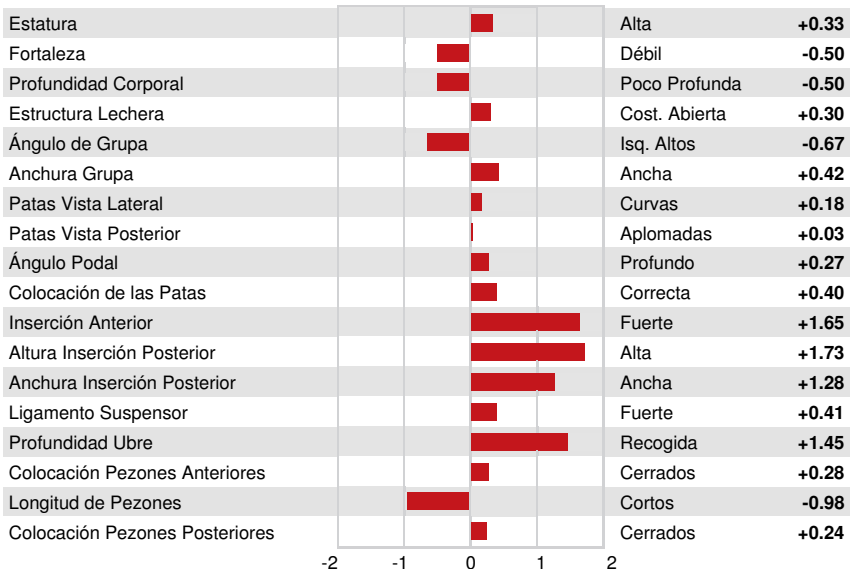 Estatura Alta +0.33
Fortaleza Débil -0.50
Profundidad Corporal Poco Profunda -0.50
Estructura Lechera Cost. Abierta +0.30
Ángulo de Grupa Isq. Altos -0.67
Anchura Grupa Ancha +0.42
Patas Vista Lateral Curvas +0.18
Patas Vista Posterior Aplomadas +0.03
Ángulo Podal Profundo +0.27
Colocación de las Patas Correcta +0.40
Inserción Anterior Fuerte +1.65
Altura Inserción Posterior Alta +1.73
Anchura Inserción Posterior Ancha +1.28
Ligamento Suspensor Fuerte +0.41
Profundidad Ubre Recogida +1.45
Colocación Pezones Anteriores Cerrados +0.28
Longitud de Pezones Cortos -0.98
Colocación Pezones Posteriores Cerrados +0.24
-2 -1 0 1 2